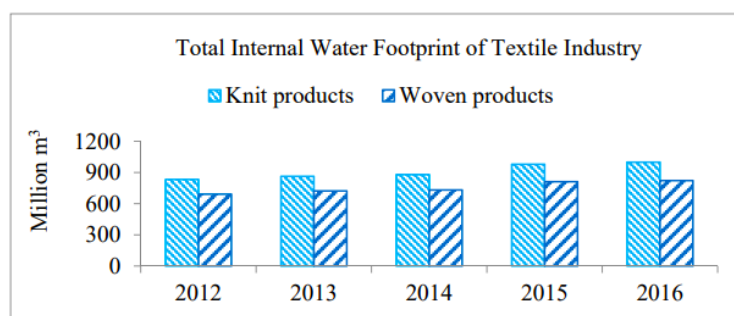 Total Internal Water Footprint of Textile Industry
Knit products Woven products
Million m³
1200
900
600
300
0
2012 2013 2014 2015 2016